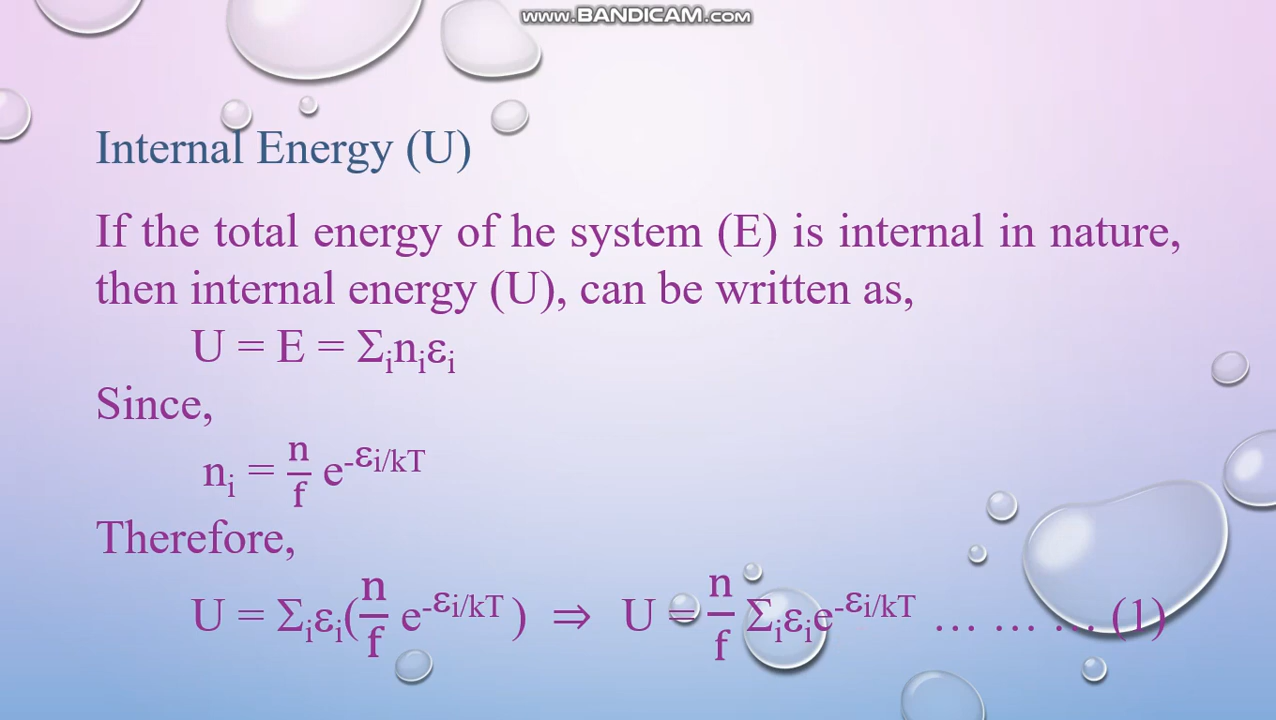 www.BANDICAM.com
Internal Energy (U)
If the total energy of he system (E) is internal in nature,
then internal energy (U), can be written as,
U = E = Σᵢnᵢεᵢ
Since,
nᵢ = n/f e^-εi/kT
Therefore,
U = Σᵢεᵢ(n/f e^-εi/kT) ⇒ U = n/f Σᵢεᵢe^-εi/kT … … … (1)